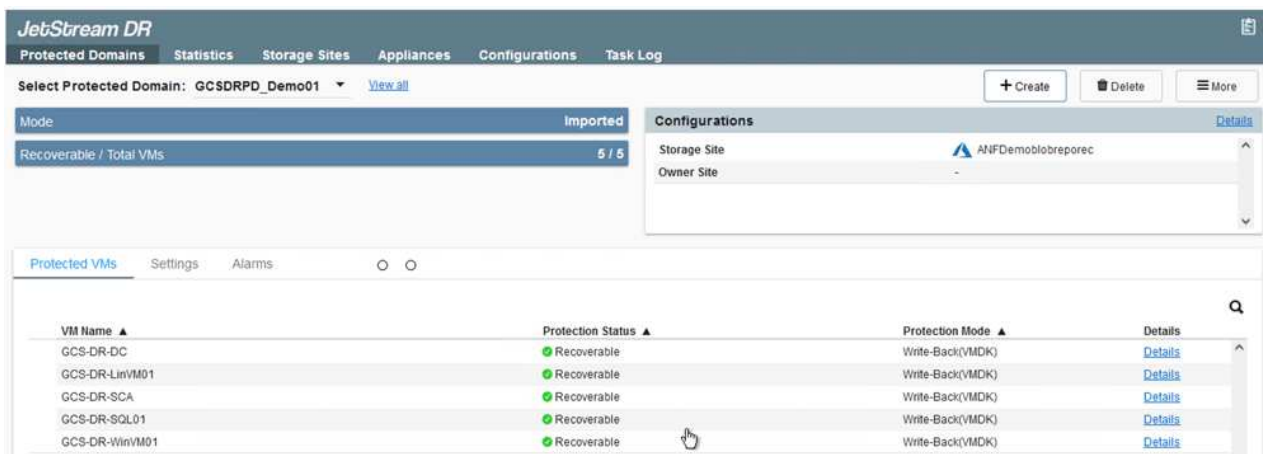 JetStream DR
Protected Domains Statistics Storage Sites Appliances Configurations Task Log
Select Protected Domain: GCSDRPD_Demo01 View all + Create Delete More
Mode Imported
Recoverable / Total VMs 5 / 5
Configurations Details
Storage Site ANFDemoblobreporec
Owner Site -
Protected VMs Settings Alarms
VM Name ▲ Protection Status ▲ Protection Mode ▲ Details
GCS-DR-DC Recoverable Write-Back(VMDK) Details
GCS-DR-LinVM01 Recoverable Write-Back(VMDK) Details
GCS-DR-SCA Recoverable Write-Back(VMDK) Details
GCS-DR-SQL01 Recoverable Write-Back(VMDK) Details
GCS-DR-WinVM01 Recoverable Write-Back(VMDK) Details